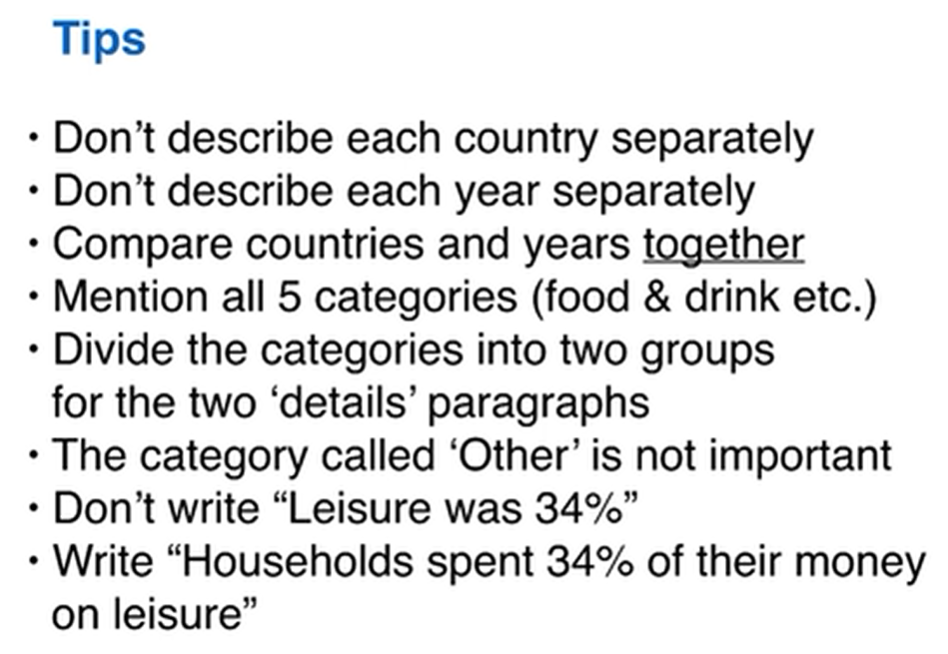 Tips
• Don’t describe each country separately
• Don’t describe each year separately
• Compare countries and years together
• Mention all 5 categories (food & drink etc.)
• Divide the categories into two groups
for the two ‘details’ paragraphs
• The category called ‘Other’ is not important
• Don’t write “Leisure was 34%”
• Write “Households spent 34% of their money
on leisure”